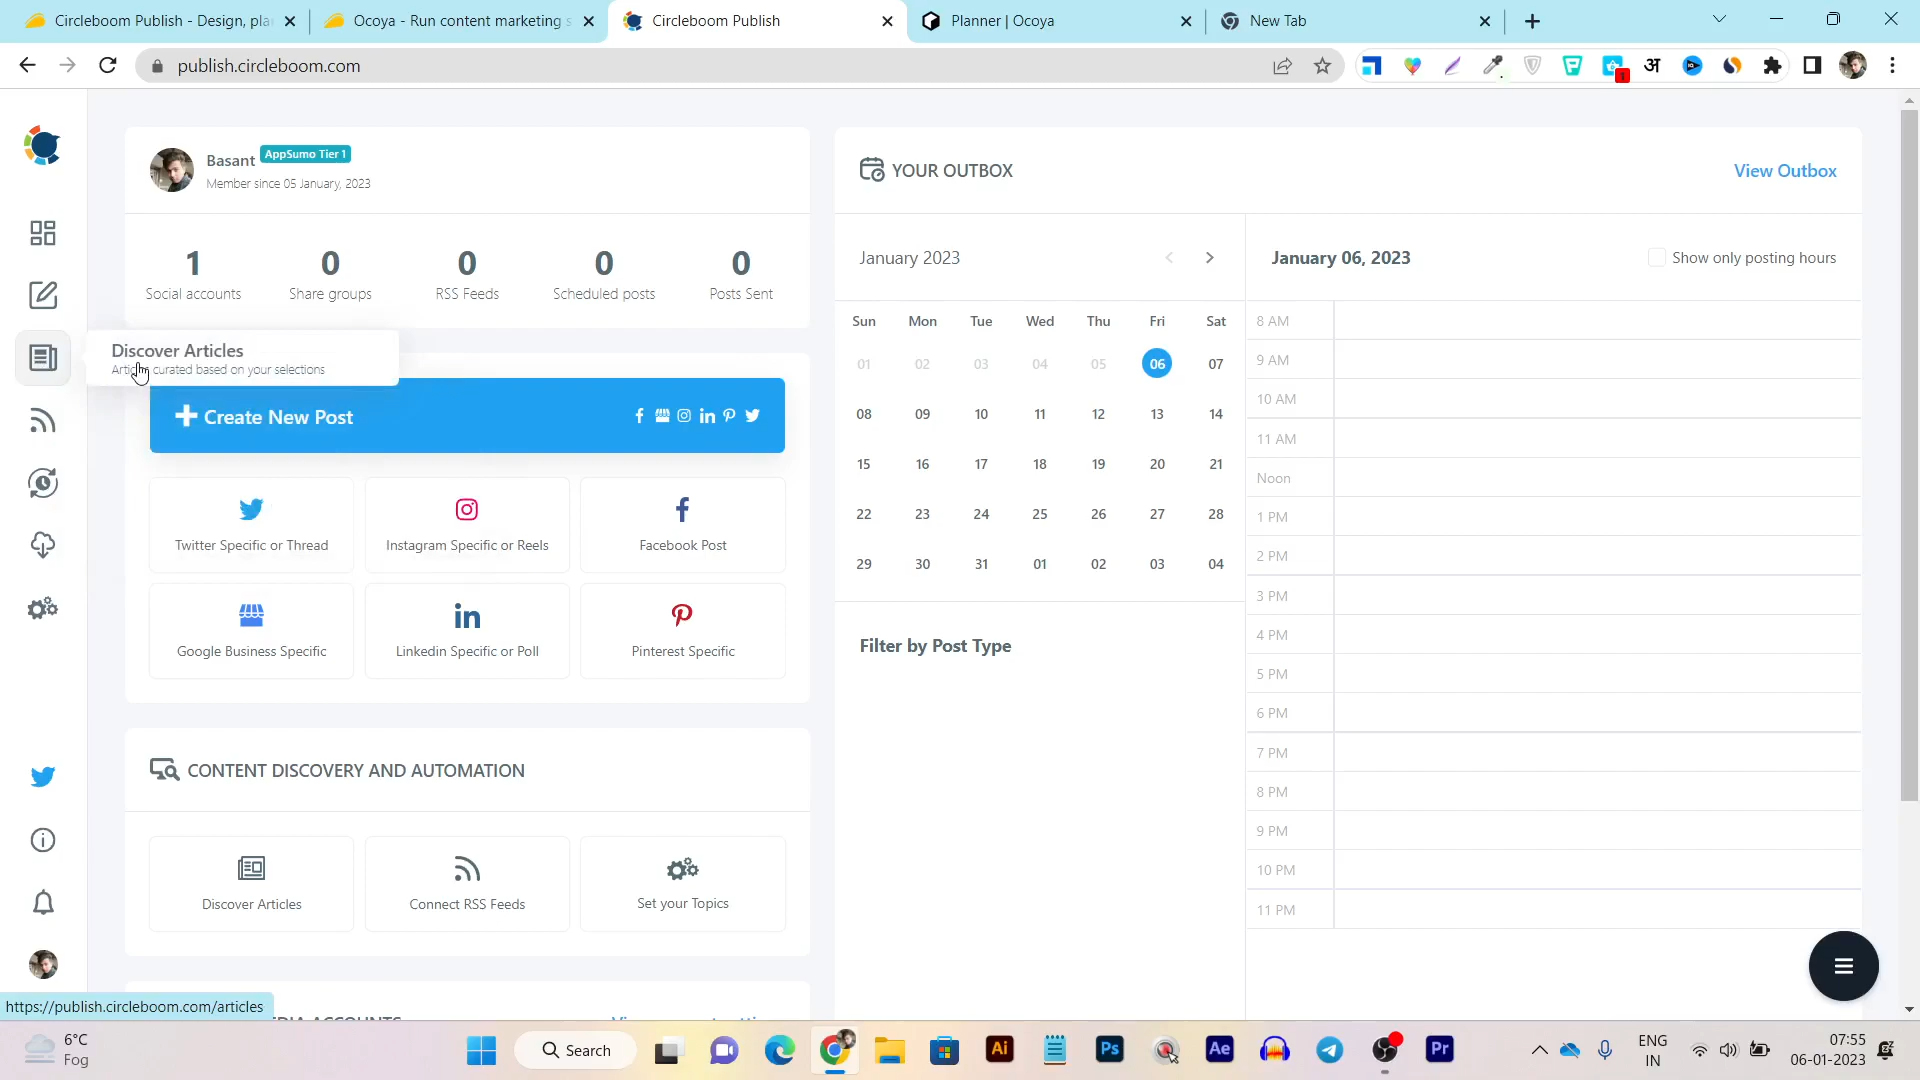 Circleboom Publish - Design, pla
Ocoya - Run content marketing s
Circleboom Publish
Planner | Ocoya
New Tab
publish.circleboom.com
अ
1
Basant AppSumo Tier 1
Member since 05 January, 2023
1 0 0 0 0
Social accounts Share groups RSS Feeds Scheduled posts Posts Sent
Discover Articles
curated based on your selections
Create New Post
Twitter Specific or Thread
Instagram Specific or Reels
Facebook Post
Google Business Specific
Linkedin Specific or Poll
Pinterest Specific
CONTENT DISCOVERY AND AUTOMATION
Discover Articles
Connect RSS Feeds
Set your Topics
YOUR OUTBOX
View Outbox
January 2023
Sun Mon Tue Wed Thu Fri Sat
01 02 03 04 05 06 07
08 09 10 11 12 13 14
15 16 17 18 19 20 21
22 23 24 25 26 27 28
29 30 31 01 02 03 04
Filter by Post Type
January 06, 2023
Show only posting hours
8 AM
9 AM
10 AM
11 AM
Noon
1 PM
2 PM
3 PM
4 PM
5 PM
6 PM
7 PM
8 PM
9 PM
10 PM
11 PM
https://publish.circleboom.com/articles
6°C
Fog
Search
Ai
Ps
Ae
Pr
ENG
IN
07:55
06-01-2023